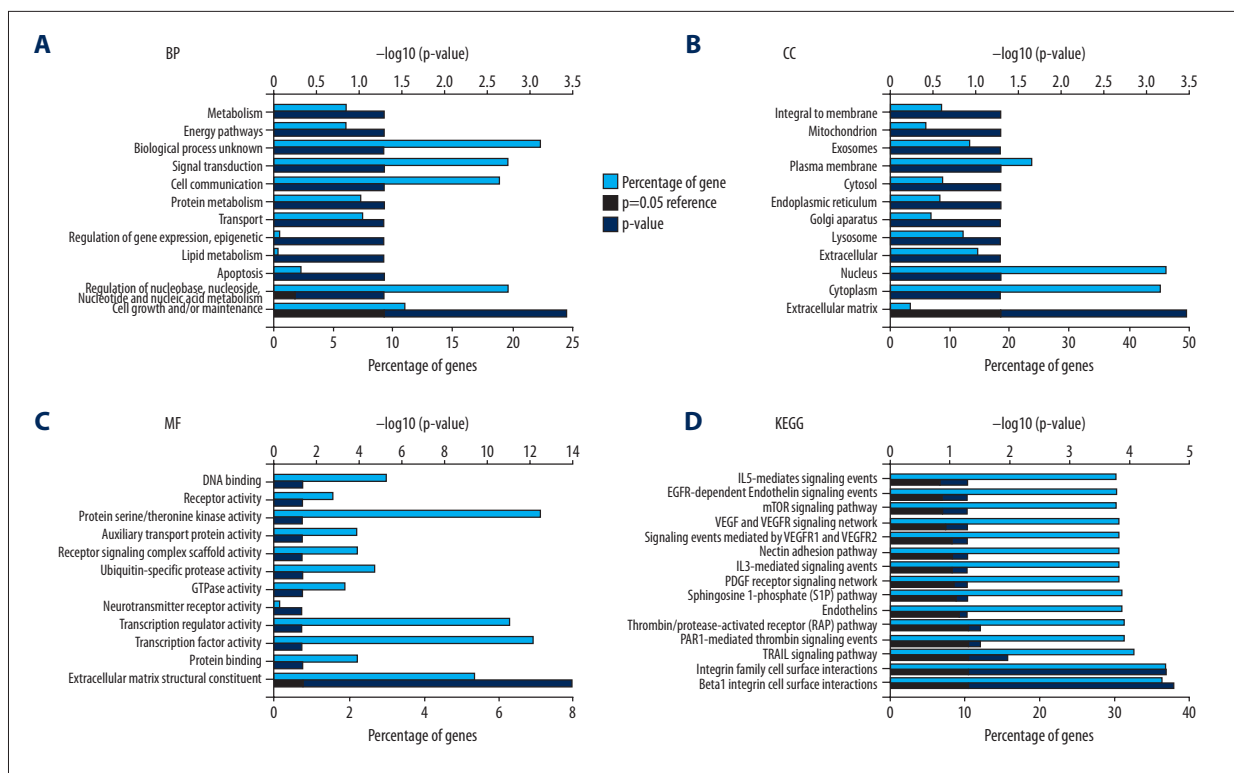 A
BP
–log10 (p-value)
0 0.5 1.0 1.5 2.0 2.5 3.0 3.5
Metabolism
Energy pathways
Biological process unknown
Signal transduction
Cell communication
Protein metabolism
Transport
Regulation of gene expression, epigenetic
Lipid metabolism
Apoptosis
Regulation of nucleobase, nucleoside,
Nucleotide and nucleic acid metabolism
Cell growth and/or maintenance
0 5 10 15 20 25
Percentage of genes
Percentage of gene
p=0.05 reference
p-value
B
CC
–log10 (p-value)
0 0.5 1.0 1.5 2.0 2.5 3.0 3.5
Integral to membrane
Mitochondrion
Exosomes
Plasma membrane
Cytosol
Endoplasmic reticulum
Golgi aparatus
Lysosome
Extracellular
Nucleus
Cytoplasm
Extracellular matrix
0 10 20 30 40 50
Percentage of genes
C
MF
–log10 (p-value)
0 2 4 6 8 10 12 14
DNA binding
Receptor activity
Protein serine/theronine kinase activity
Auxiliary transport protein activity
Receptor signaling complex scaffold activity
Ubiquitin-specific protease activity
GTPase activity
Neurotransmitter receptor activity
Transcription regulator activity
Transcription factor activity
Protein binding
Extracellular matrix structural constituent
0 2 4 6 8
Percentage of genes
D
KEGG
–log10 (p-value)
0 1 2 3 4 5
IL5-mediates signaling events
EGFR-dependent Endothelin signaling events
mTOR signaling pathway
VEGF and VEGFR signaling network
Signaling events mediated by VEGFR1 and VEGFR2
Nectin adhesion pathway
IL3-mediated signaling events
PDGF receptor signaling network
Sphingosine 1-phosphate (S1P) pathway
Endothelins
Thrombin/protease-activated receptor (RAP) pathway
PAR1-mediated thrombin signaling events
TRAIL signaling pathway
Integrin family cell surface interactions
Beta1 integrin cell surface interactions
0 10 20 30 40
Percentage of genes